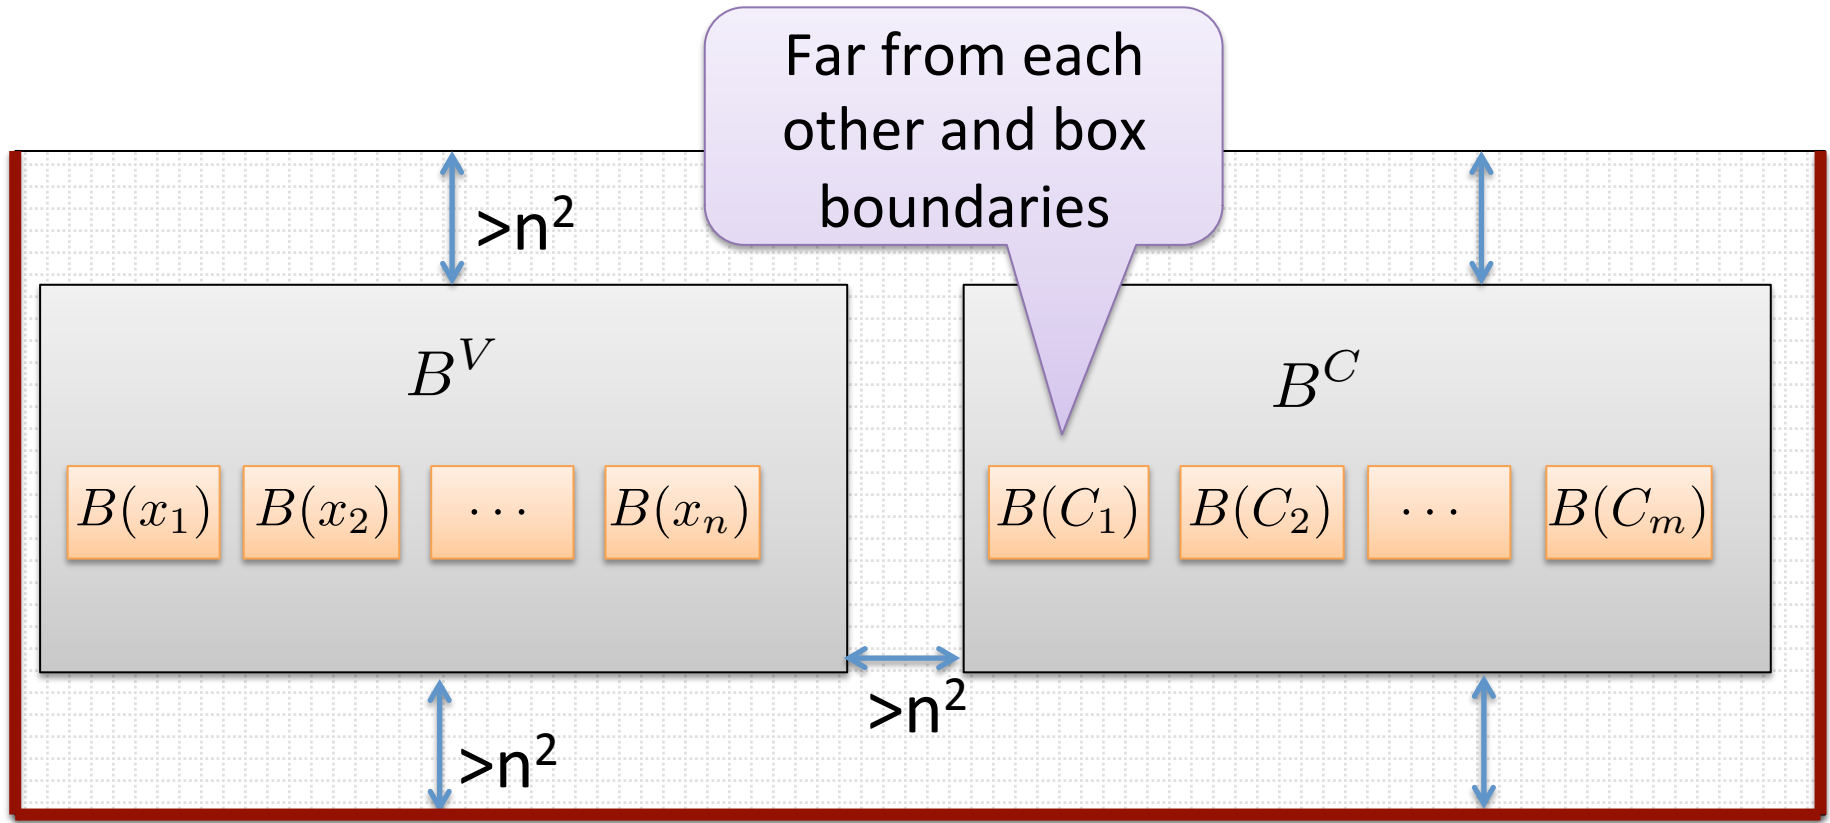 Far from each
other and box
boundaries
>n²
B^V
B^C
B(x₁) B(x₂) ··· B(xₙ)
B(C₁) B(C₂) ··· B(Cₘ)
>n²
>n²